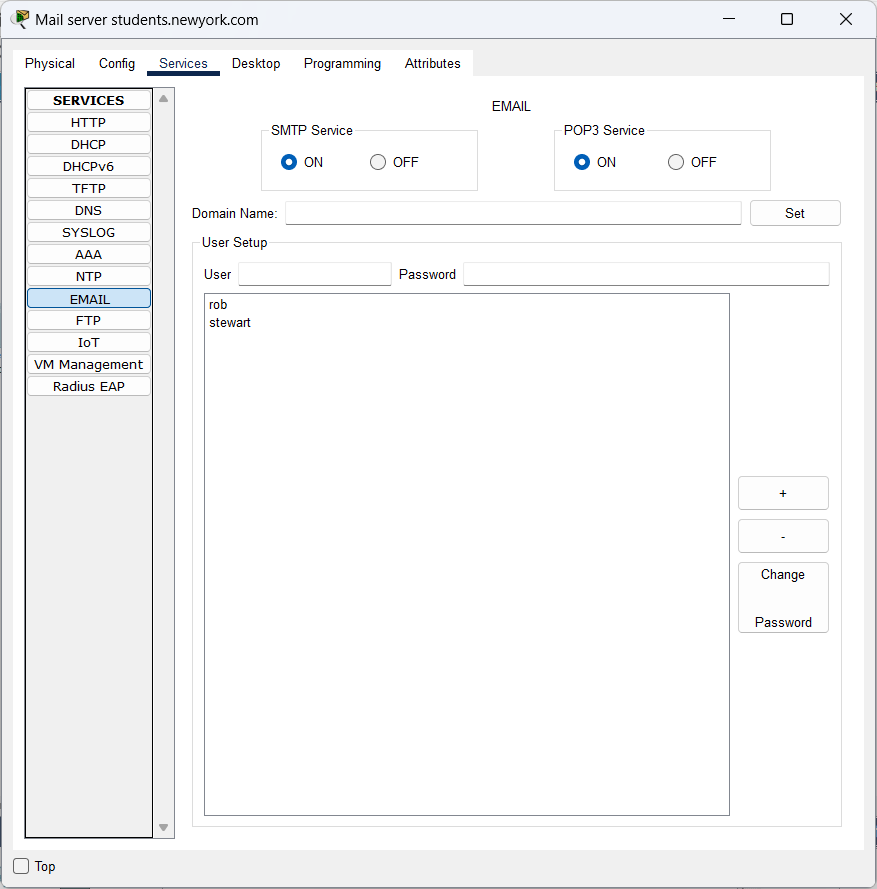 Mail server students.newyork.com
Physical Config Services Desktop Programming Attributes
SERVICES
HTTP
DHCP
DHCPv6
TFTP
DNS
SYSLOG
AAA
NTP
EMAIL
FTP
IoT
VM Management
Radius EAP
EMAIL
SMTP Service
ON OFF
POP3 Service
ON OFF
Domain Name:
Set
User Setup
User
Password
rob
stewart
+
-
Change
Password
Top